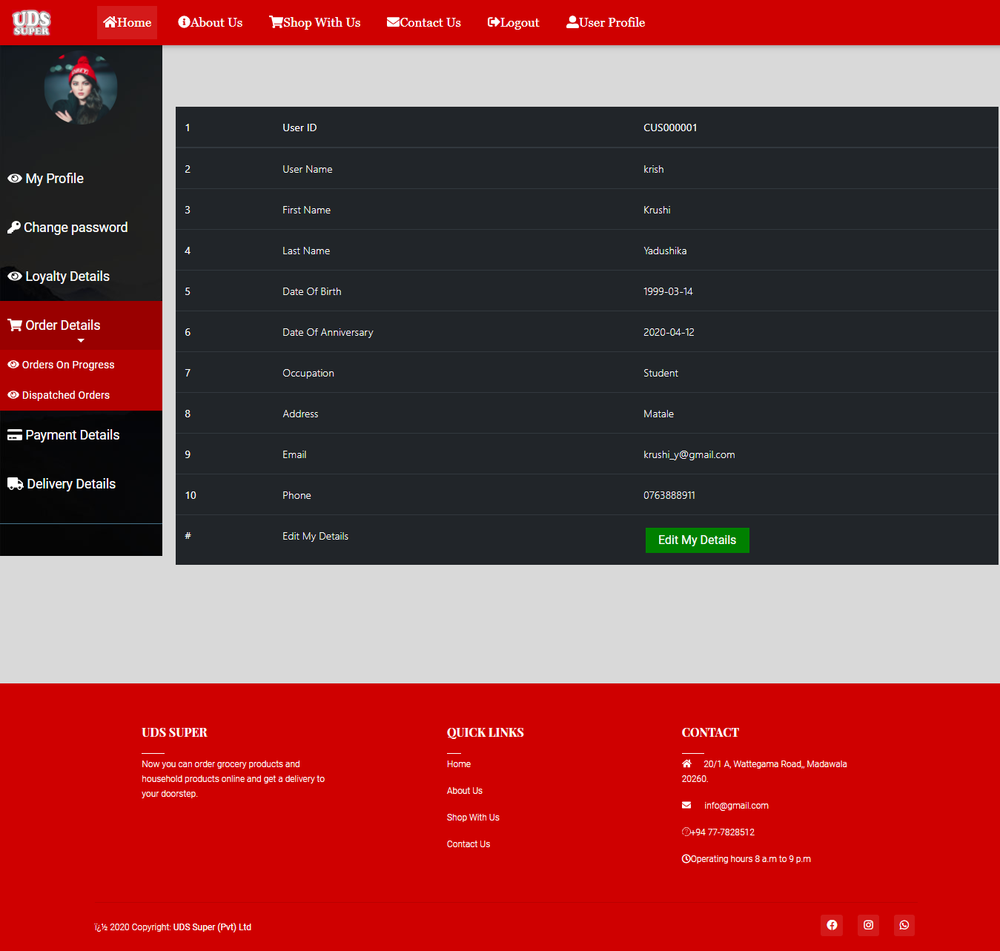 UDS
SUPER
Home
About Us
Shop With Us
Contact Us
Logout
User Profile
My Profile
Change password
Loyalty Details
Order Details
Orders On Progress
Dispatched Orders
Payment Details
Delivery Details
1 User ID CUS000001
2 User Name krish
3 First Name Krushi
4 Last Name Yadushika
5 Date Of Birth 1999-03-14
6 Date Of Anniversary 2020-04-12
7 Occupation Student
8 Address Matale
9 Email krushi_y@gmail.com
10 Phone 0763888911
# Edit My Details Edit My Details
UDS SUPER
Now you can order grocery products and
household products online and get a delivery to
your doorstep.
QUICK LINKS
Home
About Us
Shop With Us
Contact Us
CONTACT
20/1 A, Wattegama Road,, Madawala
20260.
info@gmail.com
+94 77-7828512
Operating hours 8 a.m to 9 p.m
ï¿½ 2020 Copyright: UDS Super (Pvt) Ltd